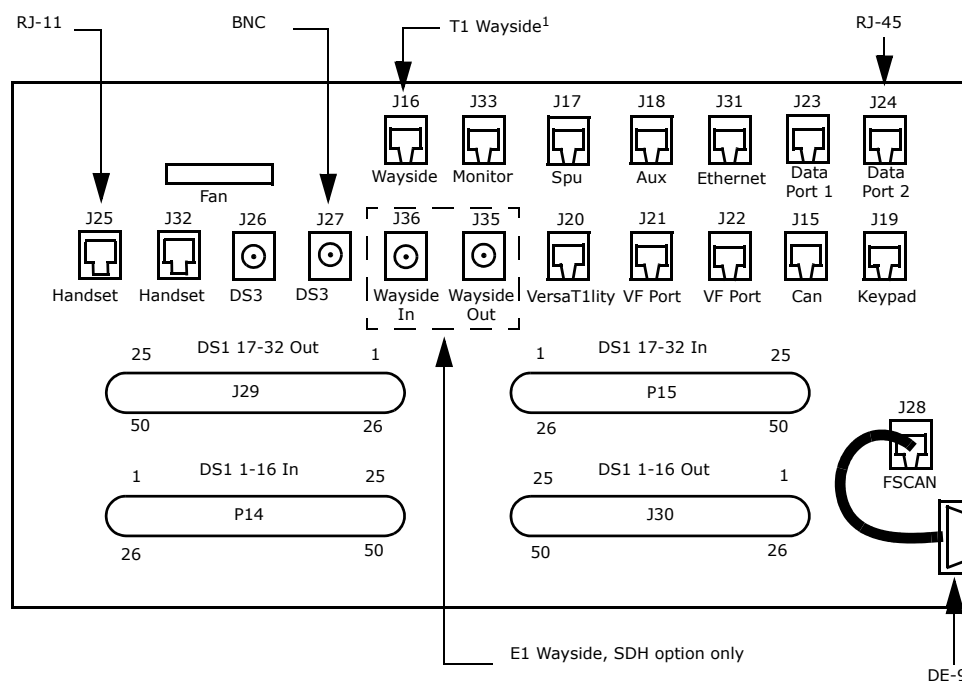 RJ-11 BNC T1 Wayside¹ RJ-45
J16 J33 J17 J18 J31 J23 J24
Wayside Monitor Spu Aux Ethernet Data Port 1 Data Port 2
Fan
J25 J32 J26 J27 J36 J35 J20 J21 J22 J15 J19
Handset Handset DS3 DS3 Wayside In Wayside Out VersaT1lity VF Port VF Port Can Keypad
25 DS1 17-32 Out 1 1 DS1 17-32 In 25
J29 P15
50 26 26 50
J28
FSCAN
1 DS1 1-16 In 25 25 DS1 1-16 Out 1
P14 J30
26 50 50 26
E1 Wayside, SDH option only
DE-9